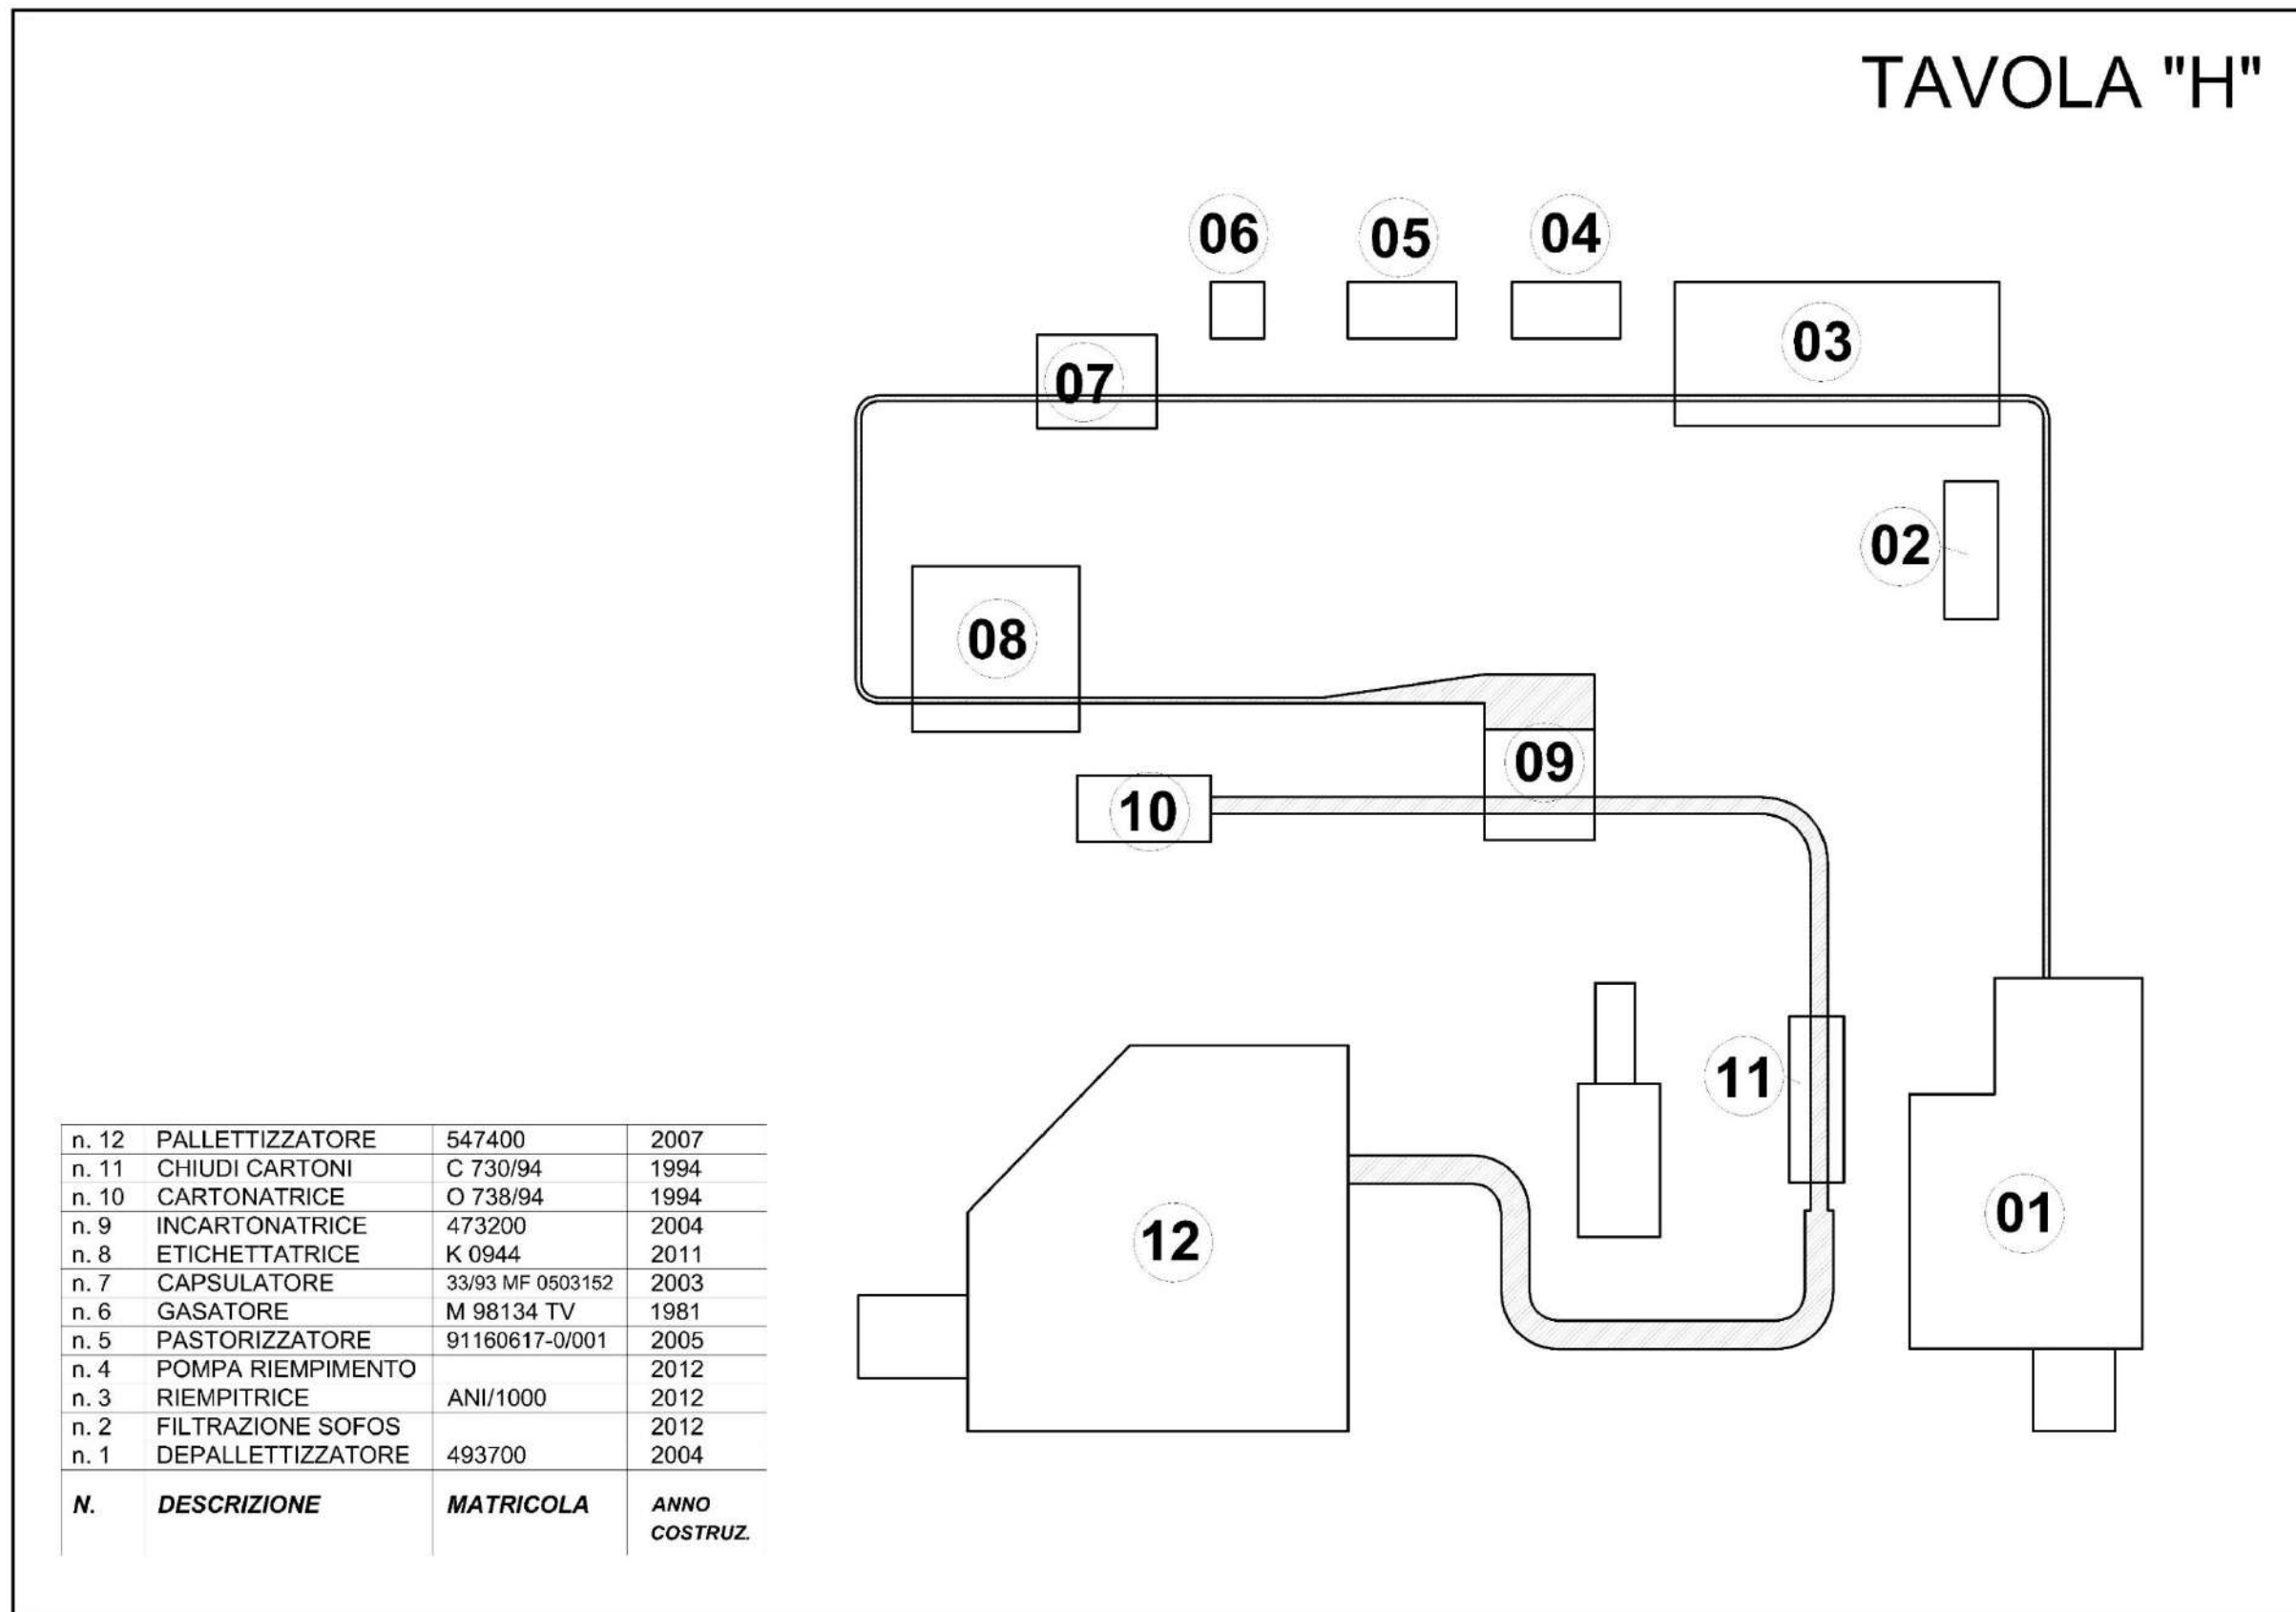 TAVOLA "H"
06
05
04
03
07
02
08
09
10
11
12
01
n. 12 PALLETTIZZATORE 547400 2007
n. 11 CHIUDI CARTONI C 730/94 1994
n. 10 CARTONATRICE O 738/94 1994
n. 9 INCARTONATRICE 473200 2004
n. 8 ETICHETTATRICE K 0944 2011
n. 7 CAPSULATORE 33/93 MF 0503152 2003
n. 6 GASATORE M 98134 TV 1981
n. 5 PASTORIZZATORE 91160617-0/001 2005
n. 4 POMPA RIEMPIMENTO 2012
n. 3 RIEMPITRICE ANI/1000 2012
n. 2 FILTRAZIONE SOFOS 2012
n. 1 DEPALLETTIZZATORE 493700 2004
N. DESCRIZIONE MATRICOLA ANNO
COSTRUZ.